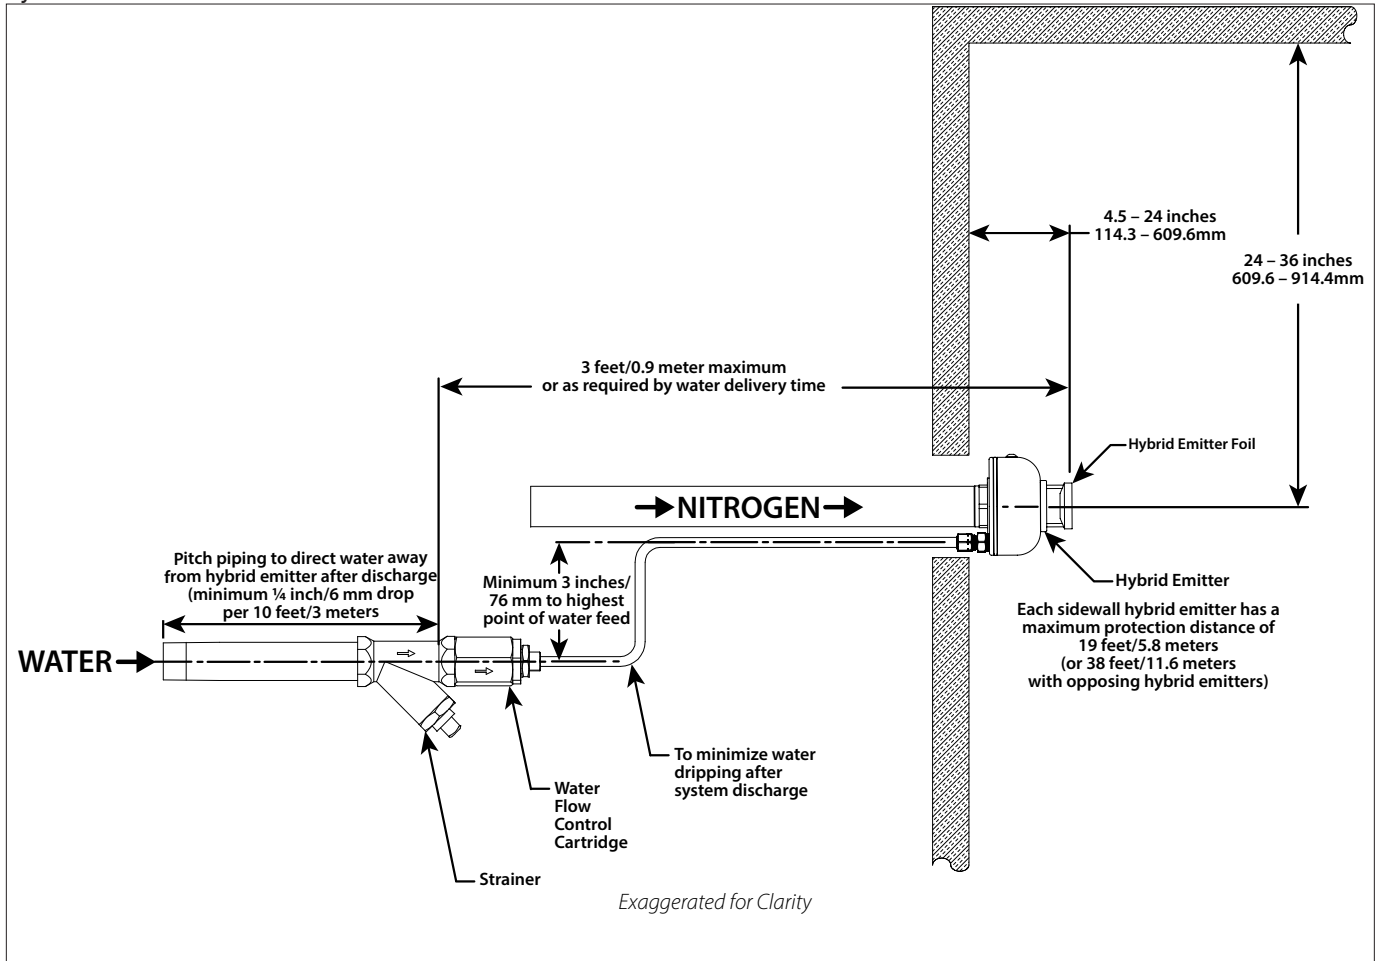 4.5 – 24 inches
114.3 – 609.6mm
24 – 36 inches
609.6 – 914.4mm
3 feet/0.9 meter maximum
or as required by water delivery time
Hybrid Emitter Foil
NITROGEN
Pitch piping to direct water away
from hybrid emitter after discharge
(minimum ¼ inch/6 mm drop
per 10 feet/3 meters
Minimum 3 inches/
76 mm to highest
point of water feed
Hybrid Emitter
Each sidewall hybrid emitter has a
maximum protection distance of
19 feet/5.8 meters
(or 38 feet/11.6 meters
with opposing hybrid emitters)
WATER
To minimize water
dripping after
system discharge
Water
Flow
Control
Cartridge
Strainer
Exaggerated for Clarity